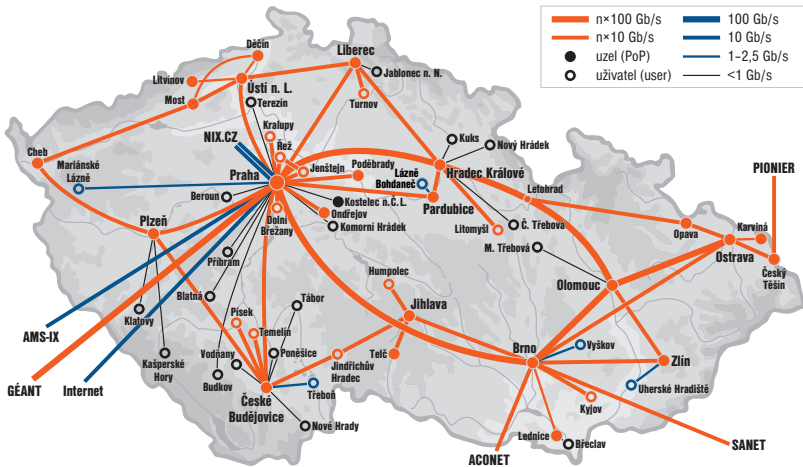 n×100 Gb/s
n×10 Gb/s
uzel (PoP)
uživatel (user)
100 Gb/s
10 Gb/s
1–2,5 Gb/s
<1 Gb/s
Děčín
Litvínov
Most
Ústí n. L.
Terezín
Liberec
Jablonec n. N.
Turnov
Kralupy
Řež
NIX.CZ
Cheb
Mariánské
Lázně
Praha
Jenštejn
Poděbrady
Lázně
Bohdaneč
Kuks
Nový Hrádek
Hradec Králové
Letohrad
PIONIER
Beroun
Kostelec n.Č.L.
Ondřejov
Komorní Hrádek
Pardubice
Dolní
Břežany
Litomyšl
Č. Třebová
M. Třebová
Opava
Karviná
Ostrava
Český
Těšín
Plzeň
Příbram
Blatná
Klatovy
Kašperské
Hory
Humpolec
Jihlava
Telč
Olomouc
AMS-IX
GÉANT
Internet
Písek
Temelín
Tábor
Vodňany
Poněšice
Budkov
České
Budějovice
Třeboň
Jindřichův
Hradec
Nové Hrady
Brno
Vyškov
Zlín
Uherské Hradiště
Kyjov
Lednice
Břeclav
ACONET
SANET